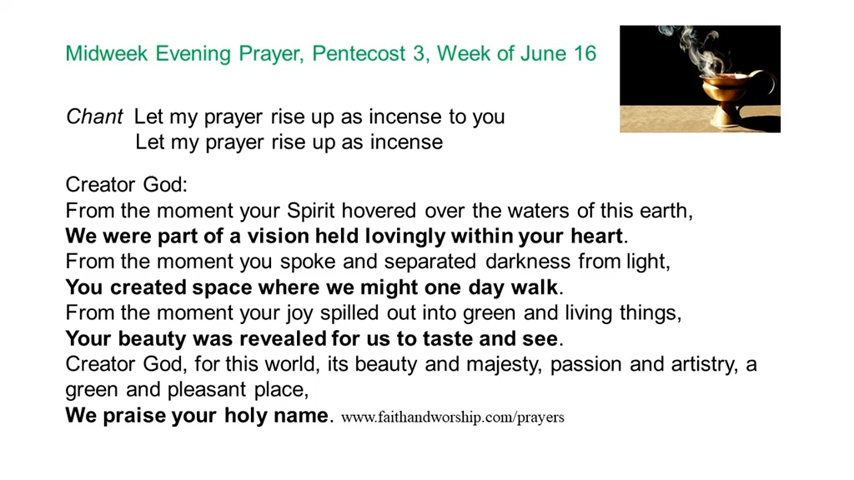 Midweek Evening Prayer, Pentecost 3, Week of June 16
Chant Let my prayer rise up as incense to you
Let my prayer rise up as incense
Creator God:
From the moment your Spirit hovered over the waters of this earth,
We were part of a vision held lovingly within your heart.
From the moment you spoke and separated darkness from light,
You created space where we might one day walk.
From the moment your joy spilled out into green and living things,
Your beauty was revealed for us to taste and see.
Creator God, for this world, its beauty and majesty, passion and artistry, a
green and pleasant place,
We praise your holy name. www.faithandworship.com/prayers